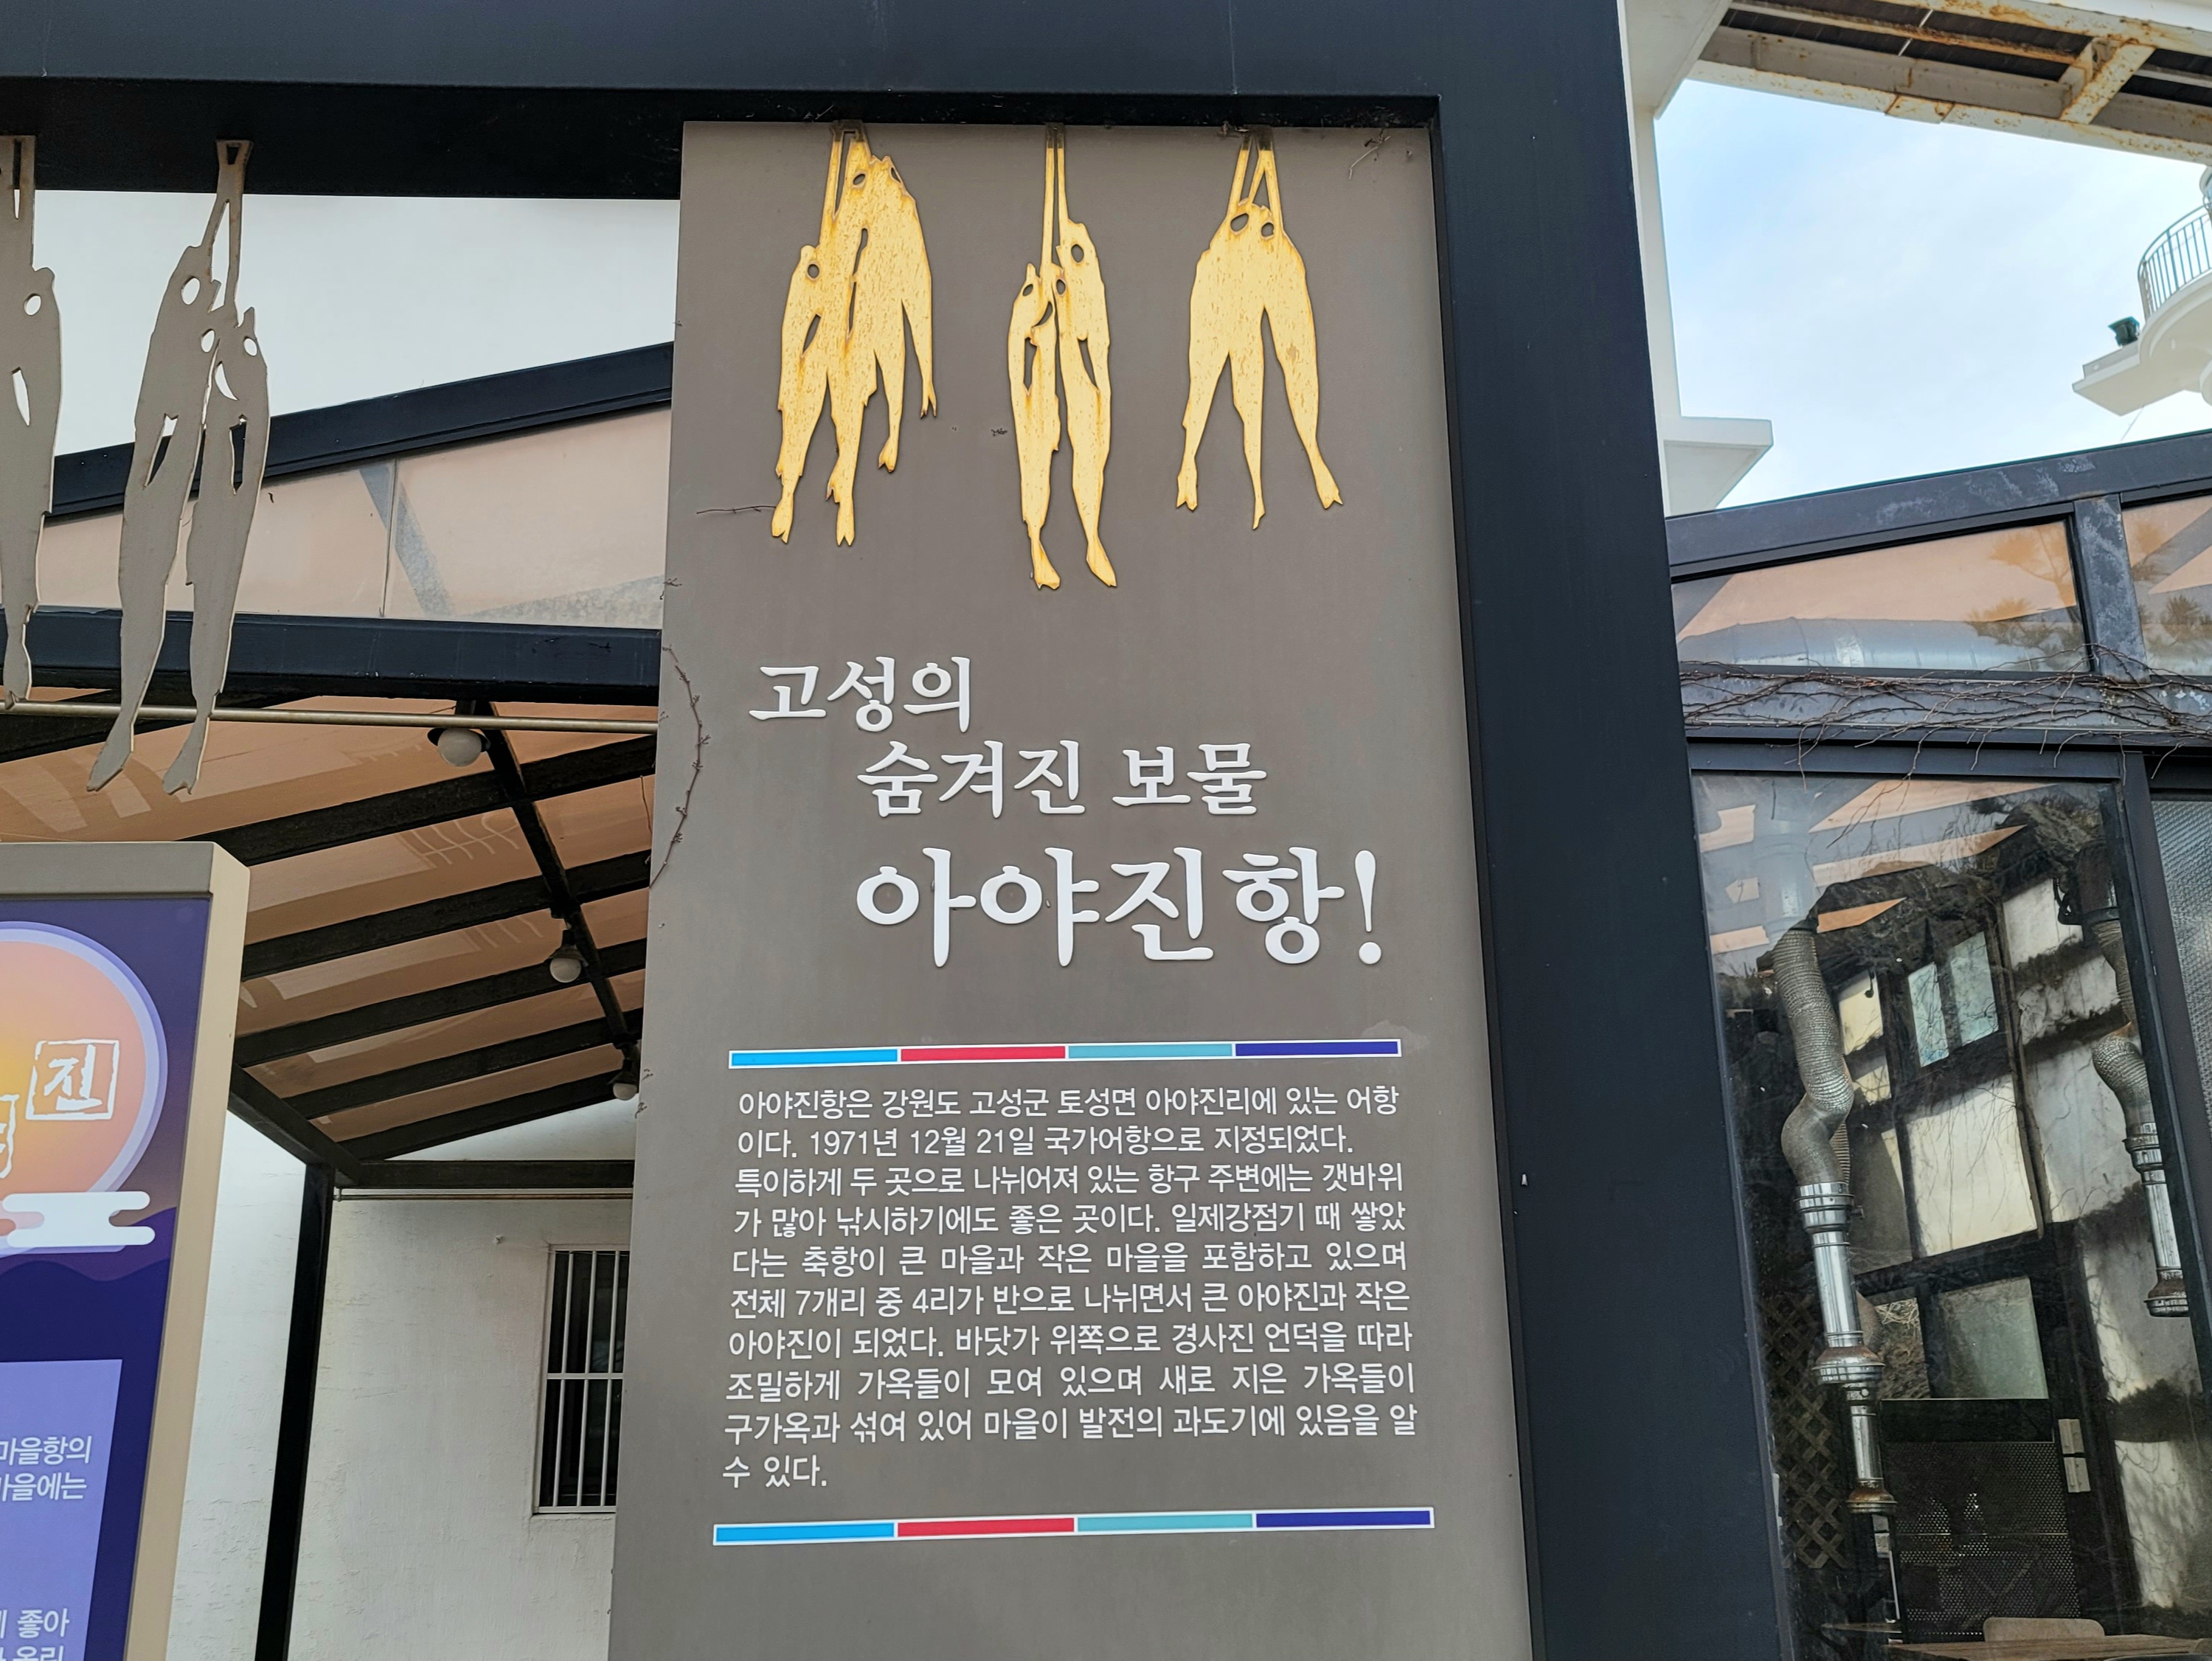 고성의
숨겨진 보물
아야진항!
아야진항은 강원도 고성군 토성면 아야진리에 있는 어항
이다. 1971년 12월 21일 국가어항으로 지정되었다.
특이하게 두 곳으로 나뉘어져 있는 항구 주변에는 갯바위
가 많아 낚시하기에도 좋은 곳이다. 일제강점기 때 쌓았
다는 축항이 큰 마을과 작은 마을을 포함하고 있으며
전체 7개리 중 4리가 반으로 나뉘면서 큰 아야진과 작은
아야진이 되었다. 바닷가 위쪽으로 경사진 언덕을 따라
조밀하게 가옥들이 모여 있으며 새로 지은 가옥들이
구가옥과 섞여 있어 마을이 발전의 과도기에 있음을 알
수 있다.
진
마을항의
마을에는
좋아